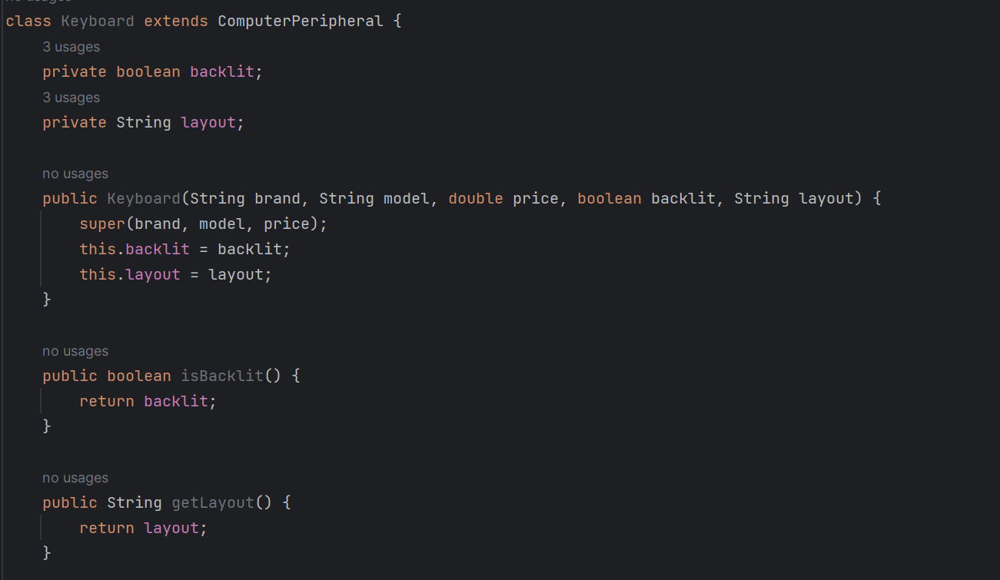 no usages
class Keyboard extends ComputerPeripheral {
3 usages
private boolean backlit;
3 usages
private String layout;
no usages
public Keyboard(String brand, String model, double price, boolean backlit, String layout) {
super(brand, model, price);
this.backlit = backlit;
this.layout = layout;
}
no usages
public boolean isBacklit() {
return backlit;
}
no usages
public String getLayout() {
return layout;
}